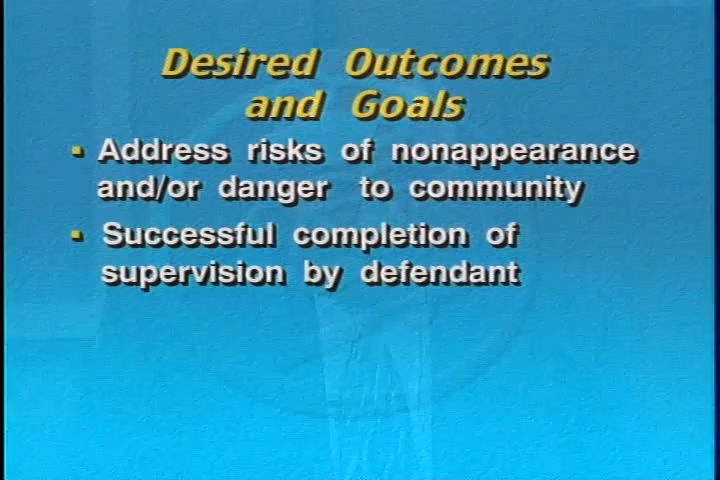 Desired Outcomes
and Goals
▪ Address risks of nonappearance
and/or danger to community
▪ Successful completion of
supervision by defendant